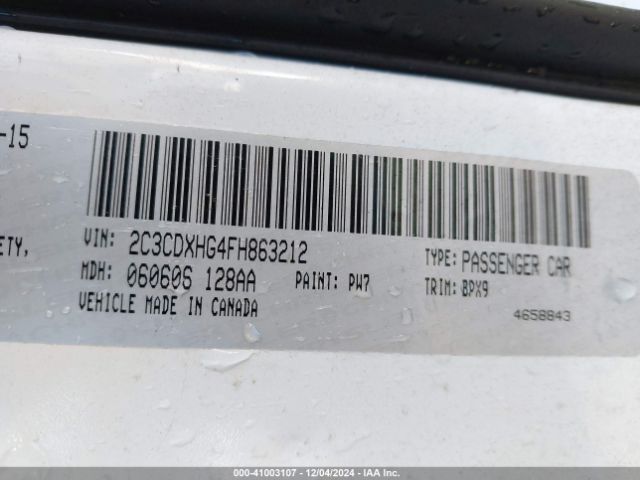 -15
ETY,
VIN: 2C3CDXHG4FH863212
TYPE: PASSENGER CAR
MDH: 060606 128AA
PAINT: PW7
TRIM: BPX9
VEHICLE MADE IN CANADA
4658843
000-41003107 - 12/04/2024 - IAA Inc.